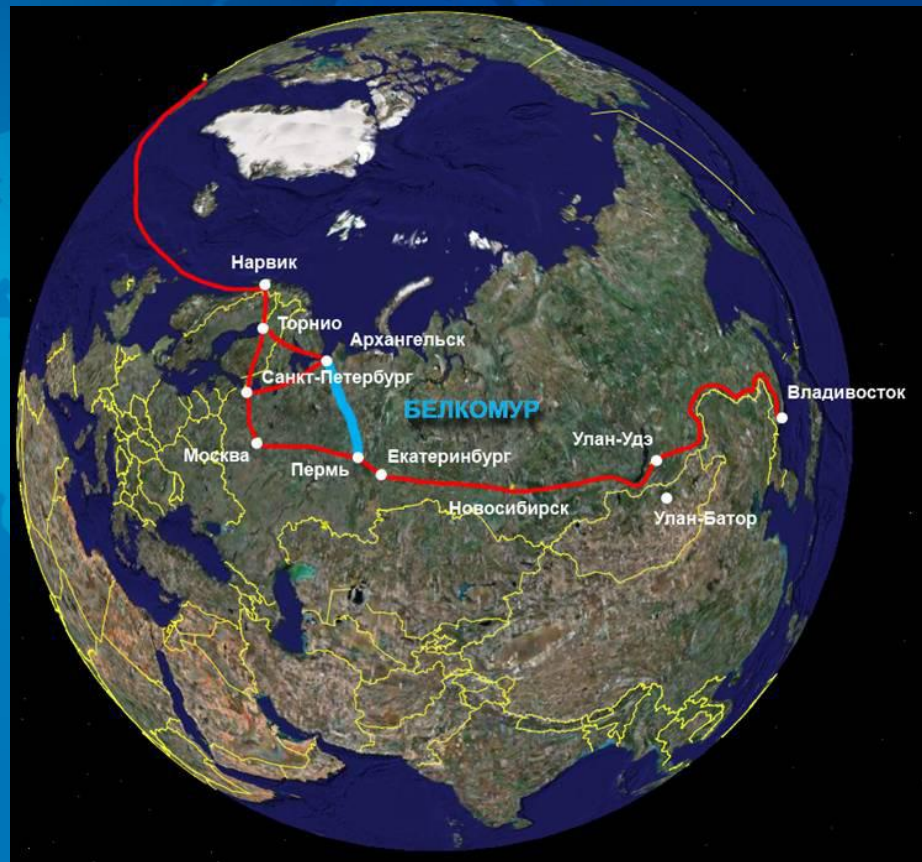 Нарвик
Торнио
Архангельск
Санкт-Петербург
БЕЛКОМУР
Владивосток
Москва
Улан-Удэ
Пермь
Екатеринбург
Новосибирск
Улан-Батор